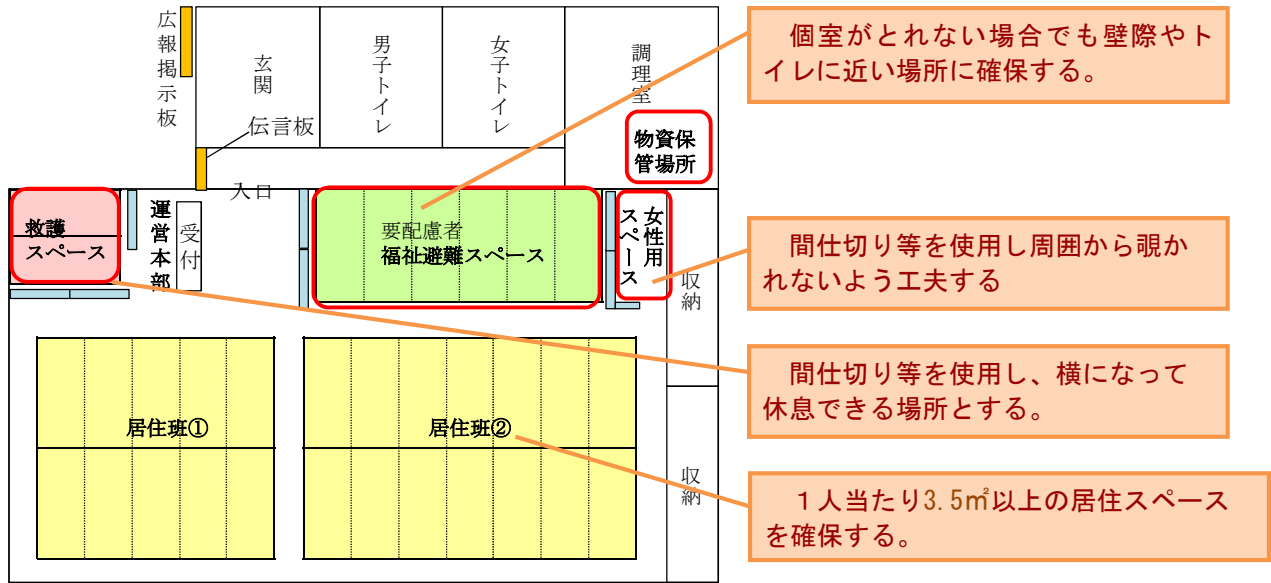 広報掲示板
玄関
男子トイレ
女子トイレ
調理室
伝言板
物資保
管場所
入口
救護
スペース
運営本部
受付
要配慮者
福祉避難スペース
女性用
スペース
収納
居住班①
居住班②
収納
個室がとれない場合でも壁際やト
イレに近い場所に確保する。
間仕切り等を使用し周囲から覗か
れないよう工夫する
間仕切り等を使用し、横になって
休息できる場所とする。
１人当たり3.5㎡以上の居住スペース
を確保する。